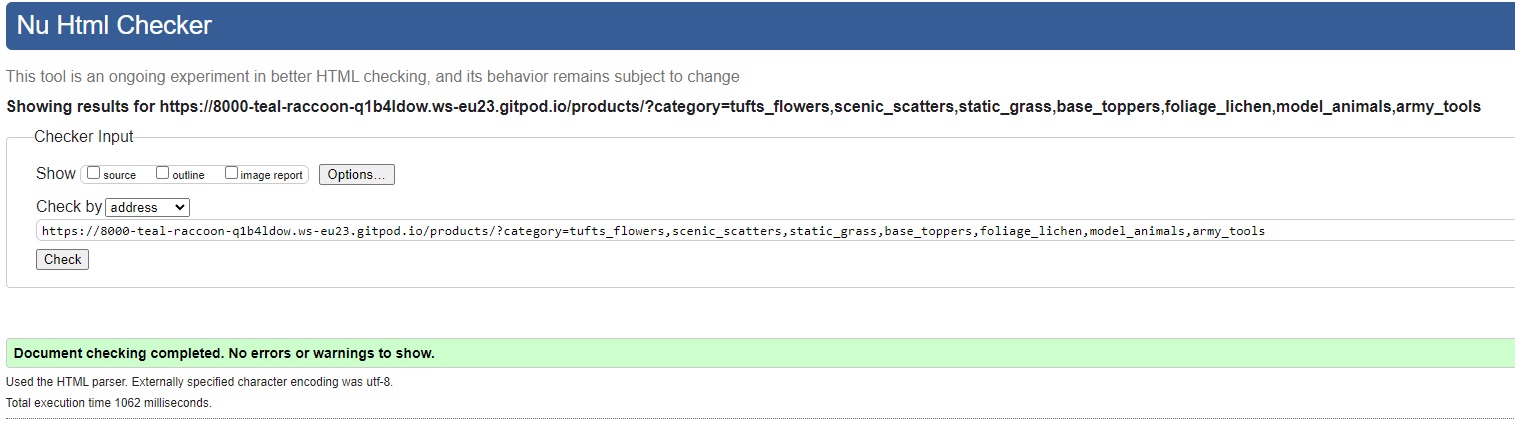 Nu Html Checker
This tool is an ongoing experiment in better HTML checking, and its behavior remains subject to change
Showing results for https://8000-teal-raccoon-q1b4ldow.ws-eu23.gitpod.io/products/?category=tufts_flowers,scenic_scatters,static_grass,base_toppers,foliage_lichen,model_animals,army_tools
Checker Input
Show source outline image report Options...
Check by address
https://8000-teal-raccoon-q1b4ldow.ws-eu23.gitpod.io/products/?category=tufts_flowers,scenic_scatters,static_grass,base_toppers,foliage_lichen,model_animals,army_tools
Check
Document checking completed. No errors or warnings to show.
Used the HTML parser. Externally specified character encoding was utf-8.
Total execution time 1062 milliseconds.